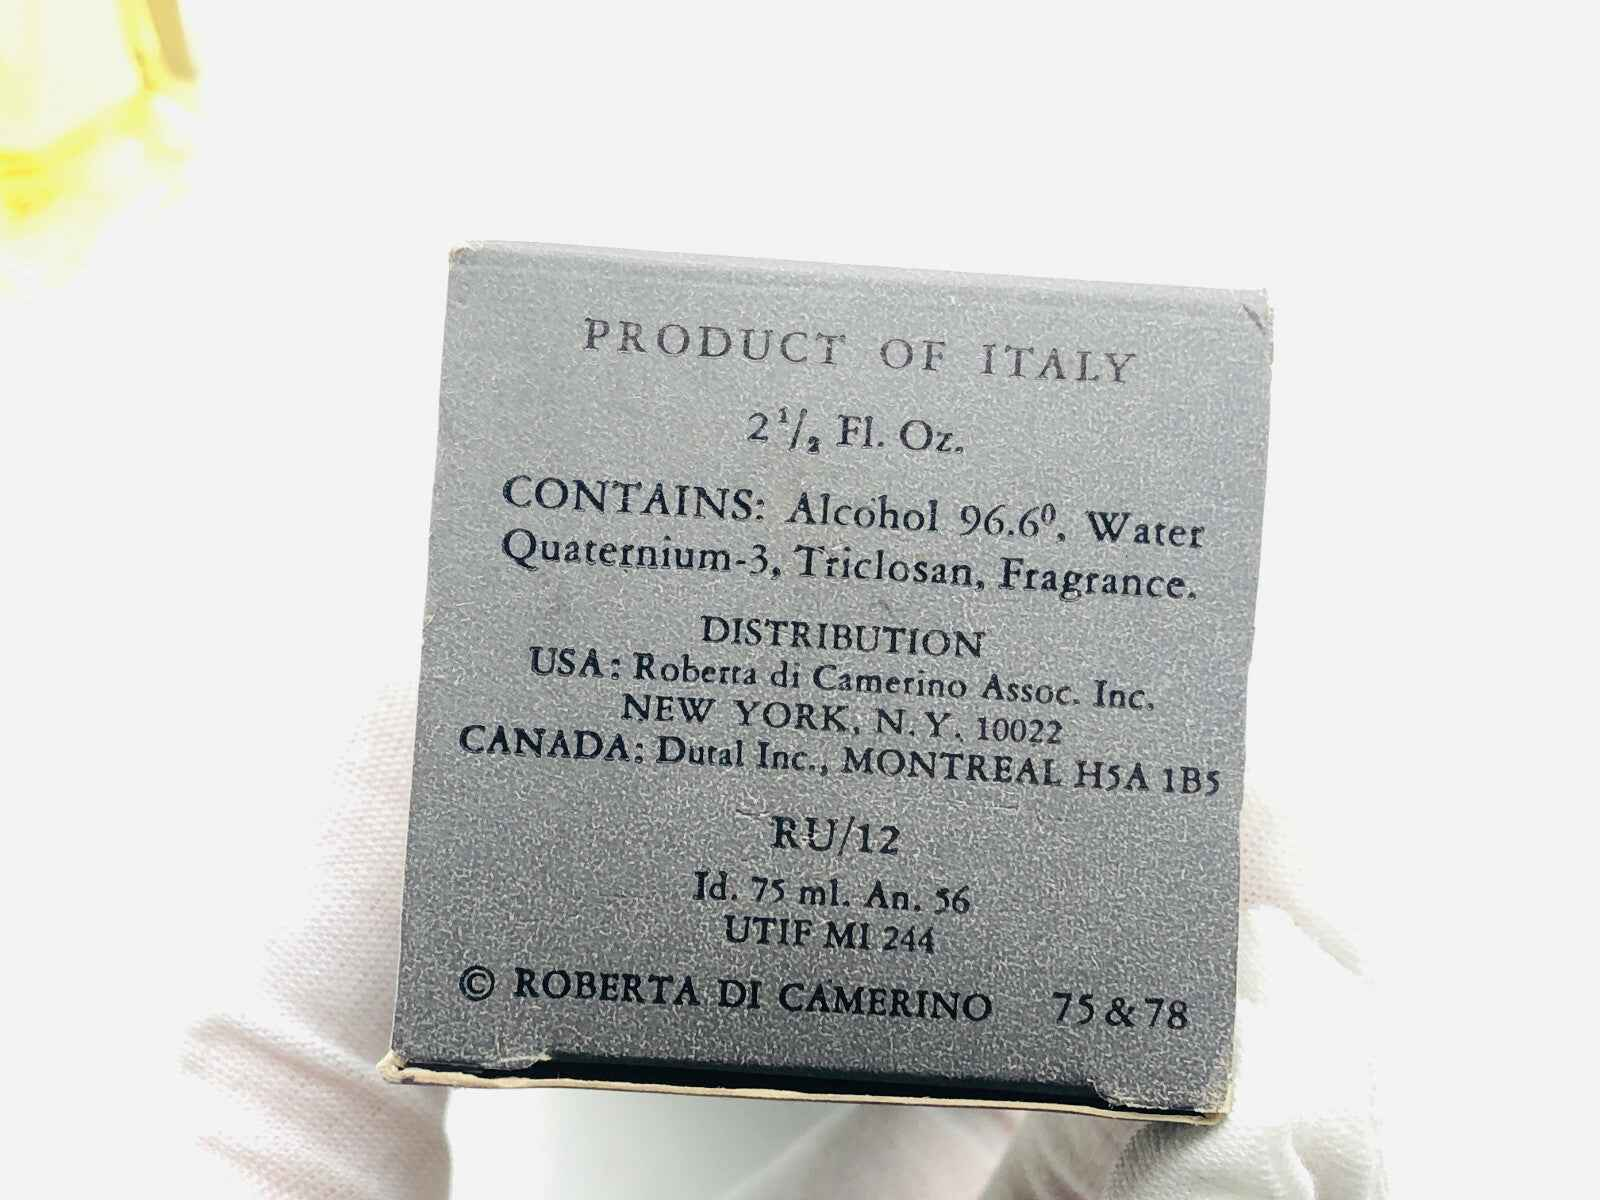 PRODUCT OF ITALY
2 1/2 Fl. Oz.
CONTAINS: Alcohol 96.6⁰, Water
Quaternium-3, Triclosan, Fragrance.
DISTRIBUTION
USA: Roberta di Camerino Assoc. Inc.
NEW YORK, N. Y. 10022
CANADA: Dutal Inc., MONTREAL H5A 1B5
RU/12
Id. 75 ml. An. 56
UTIF MI 244
© ROBERTA DI CAMERINO 75 & 78